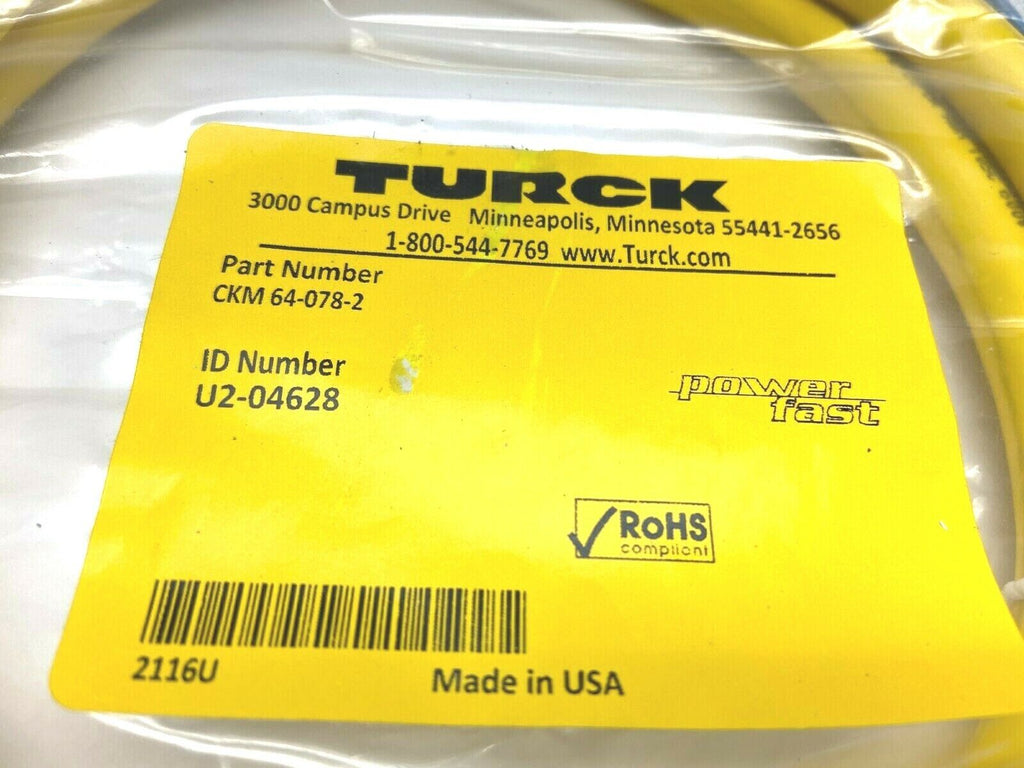 TURCK
3000 Campus Drive Minneapolis, Minnesota 55441-2656
1-800-544-7769 www.Turck.com
Part Number
CKM 64-078-2
ID Number
U2-04628
power
fast
RoHS
compliant
2116U
Made in USA